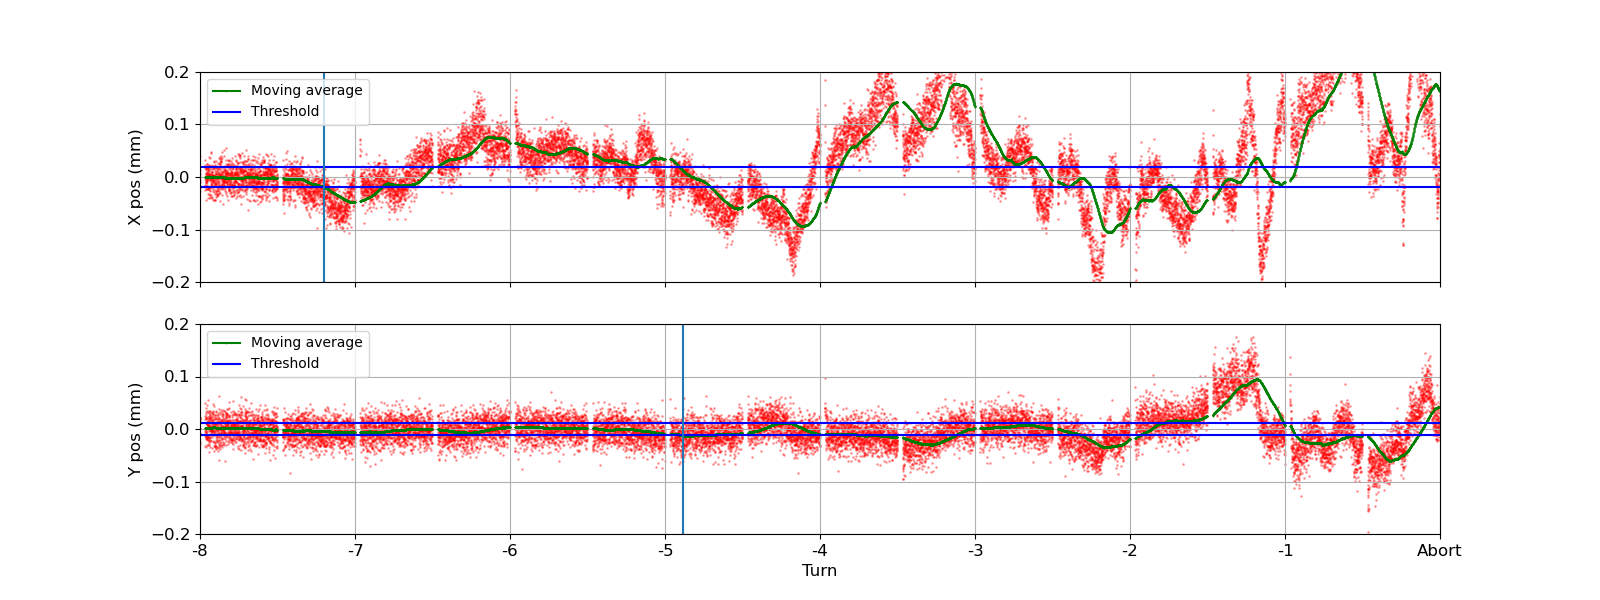 X pos (mm)
0.2
0.1
0.0
−0.1
−0.2
Moving average
Threshold
Y pos (mm)
0.2
0.1
0.0
−0.1
−0.2
Moving average
Threshold
-8 -7 -6 -5 -4 -3 -2 -1 Abort
Turn